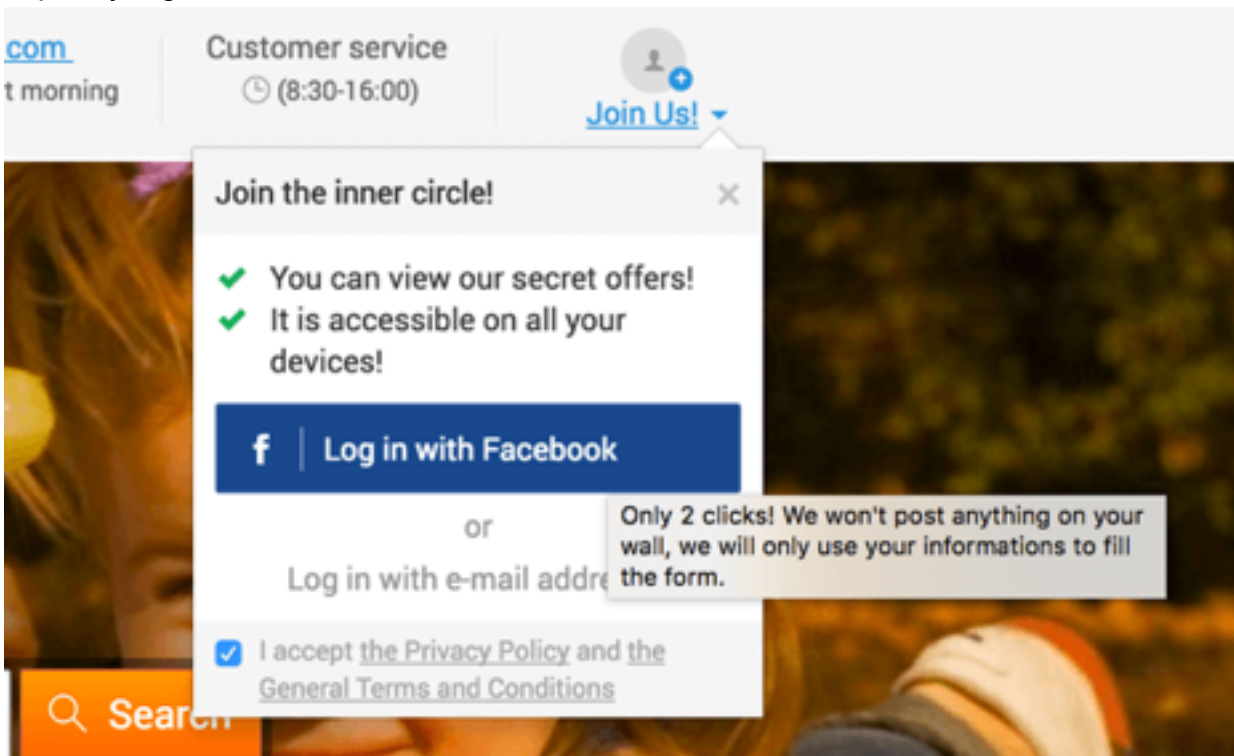 com
Customer service
t morning
(8:30-16:00)
Join Us!
Join the inner circle!
You can view our secret offers!
It is accessible on all your
devices!
f
Log in with Facebook
or
Only 2 clicks! We won't post anything on your
wall, we will only use your informations to fill
the form.
Log in with e-mail addre
I accept the Privacy Policy and the
General Terms and Conditions
Search